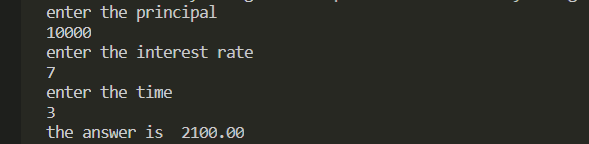 enter the principal
10000
enter the interest rate
7
enter the time
3
the answer is  2100.00